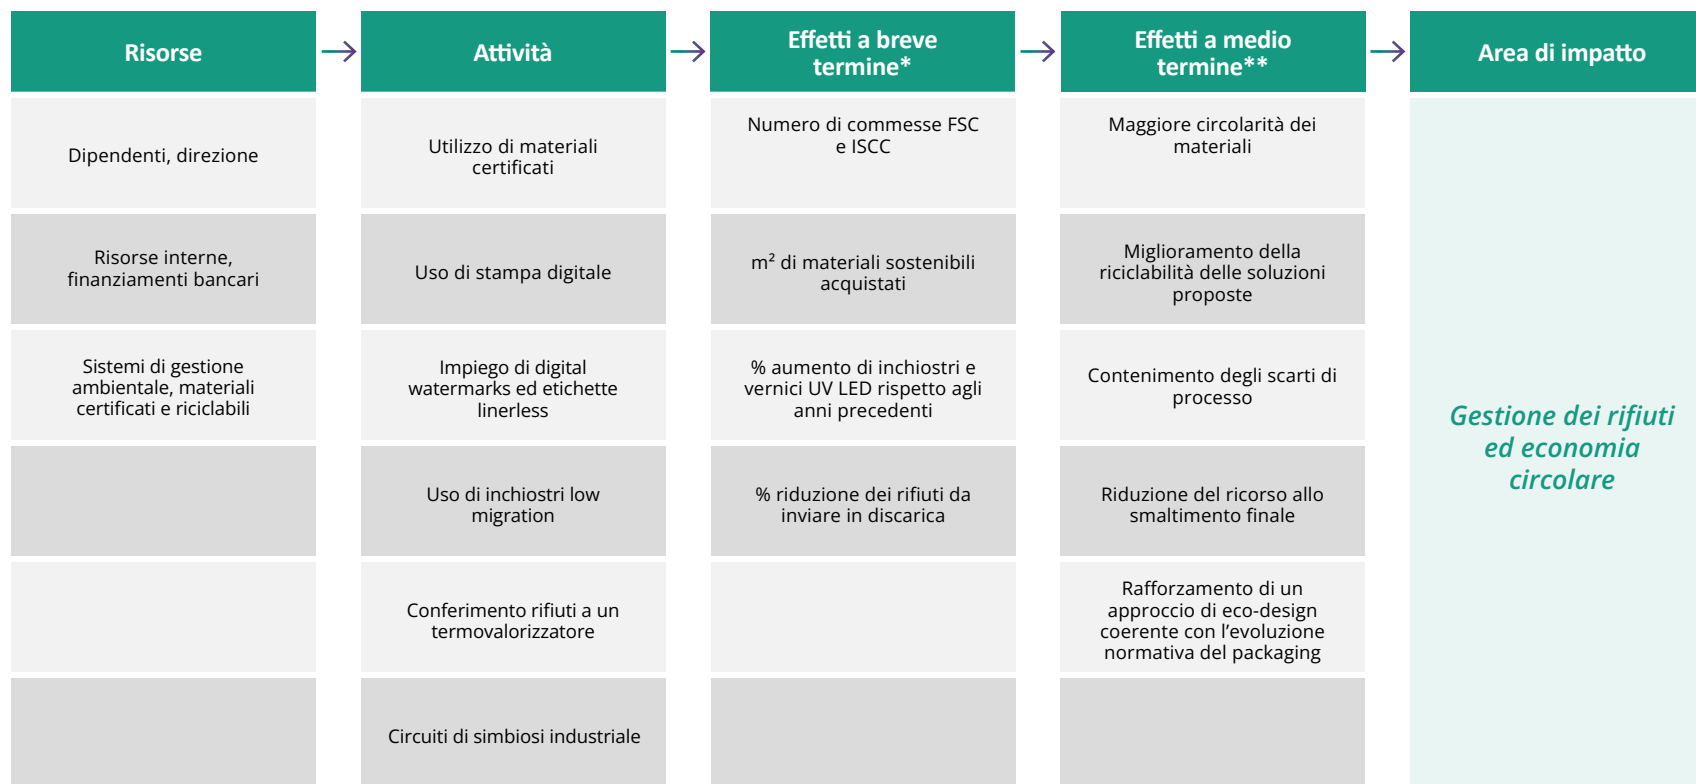 Risorse
Attività
Effetti a breve
termine*
Effetti a medio
termine**
Area di impatto
Dipendenti, direzione
Utilizzo di materiali
certificati
Numero di commesse FSC
e ISCC
Maggiore circolarità dei
materiali
Risorse interne,
finanziamenti bancari
Uso di stampa digitale
m² di materiali sostenibili
acquistati
Miglioramento della
riciclabilità delle soluzioni
proposte
Sistemi di gestione
ambientale, materiali
certificati e riciclabili
Impiego di digital
watermarks ed etichette
linerless
% aumento di inchiostri e
vernici UV LED rispetto agli
anni precedenti
Contenimento degli scarti di
processo
Uso di inchiostri low
migration
% riduzione dei rifiuti da
inviare in discarica
Riduzione del ricorso allo
smaltimento finale
Conferimento rifiuti a un
termovalorizzatore
Rafforzamento di un
approccio di eco-design
coerente con l’evoluzione
normativa del packaging
Circuiti di simbiosi industriale
Gestione dei rifiuti
ed economia
circolare